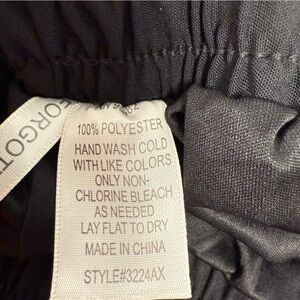 100% POLYESTER
HAND WASH COLD
WITH LIKE COLORS
ONLY NON-
CHLORINE BLEACH
AS NEEDED
LAY FLAT TO DRY
MADE IN CHINA
STYLE#3224AX